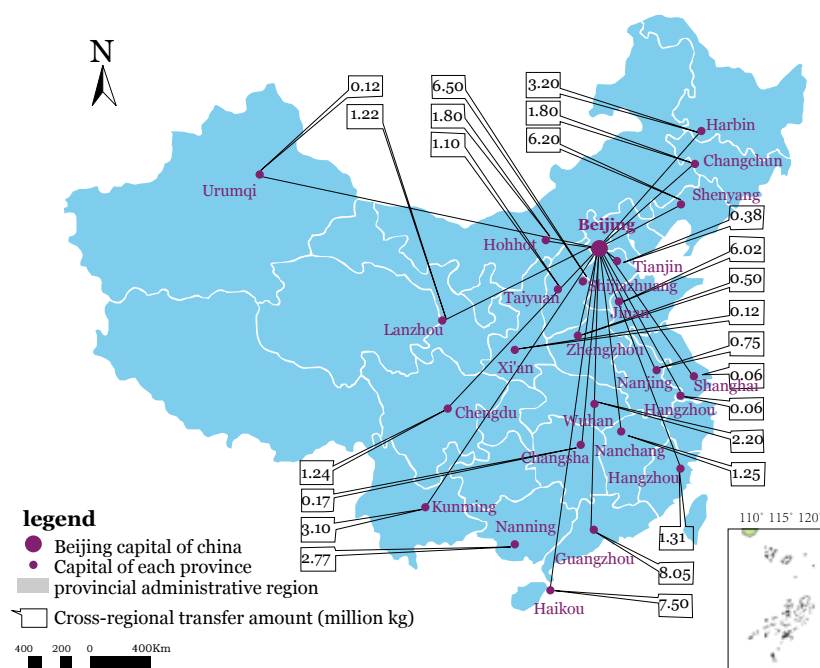 N
0.12
1.22
6.50
1.80
1.10
3.20
1.80
6.20
Harbin
Changchun
Shenyang
Urumqi
Beijing
Hohhot
0.38
Tianjin
6.02
Shijiazhuang
Taiyuan
0.50
Jinan
Lanzhou
0.12
Zhengzhou
Xi'an
0.75
Nanjing
Shanghai
0.06
Hangzhou
0.06
Chengdu
Wuhan
2.20
Nanchang
Changsha
1.25
Hangzhou
1.24
0.17
Kunming
3.10
Nanning
1.31
2.77
Guangzhou
8.05
Haikou
7.50
legend
Beijing capital of china
Capital of each province
provincial administrative region
Cross-regional transfer amount (million kg)
400 200 0 400Km
110° 115° 120°